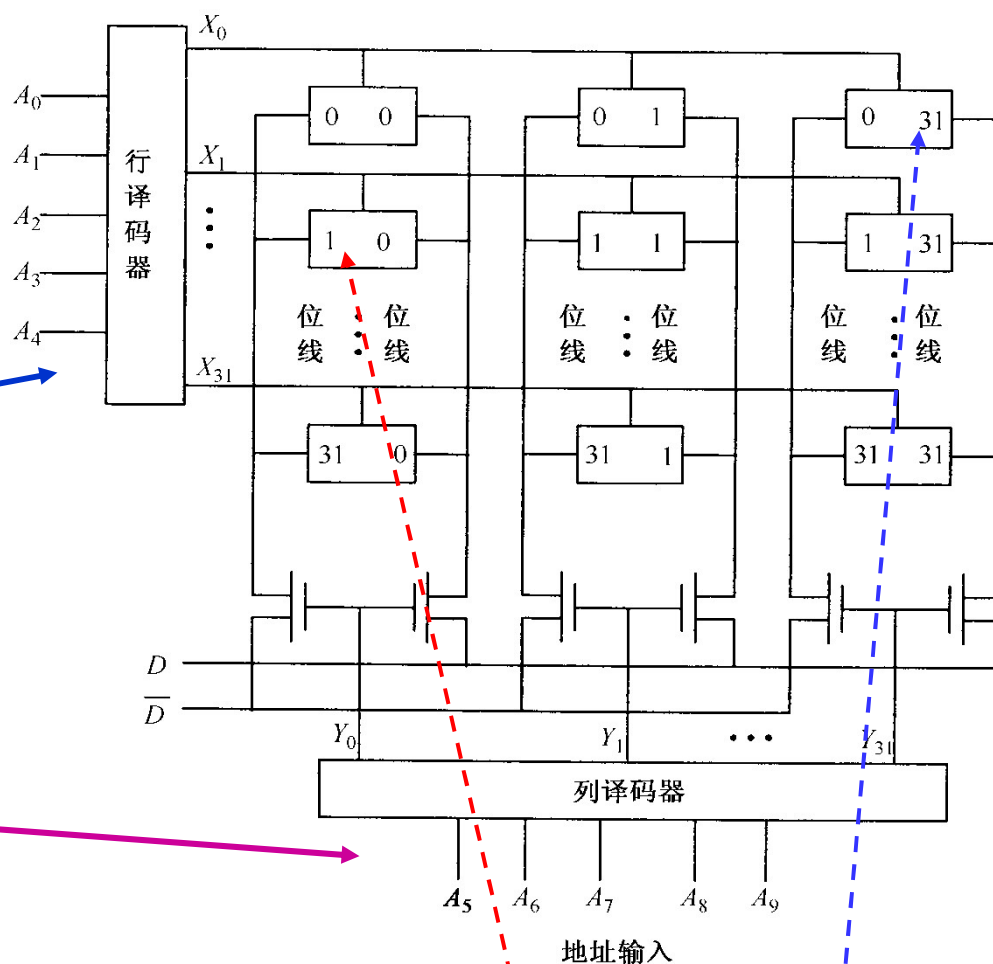 X₀
A₀
0 0
0 1
0 31
A₁
X₁
行译码器
A₂
1 0
1 1
1 31
A₃
位线
位线
位线
位线
位线
位线
A₄
X₃₁
31 0
31 1
31 31
D
D̅
Y₀
Y₁
Y₃₁
列译码器
A₅ A₆ A₇ A₈ A₉
地址输入